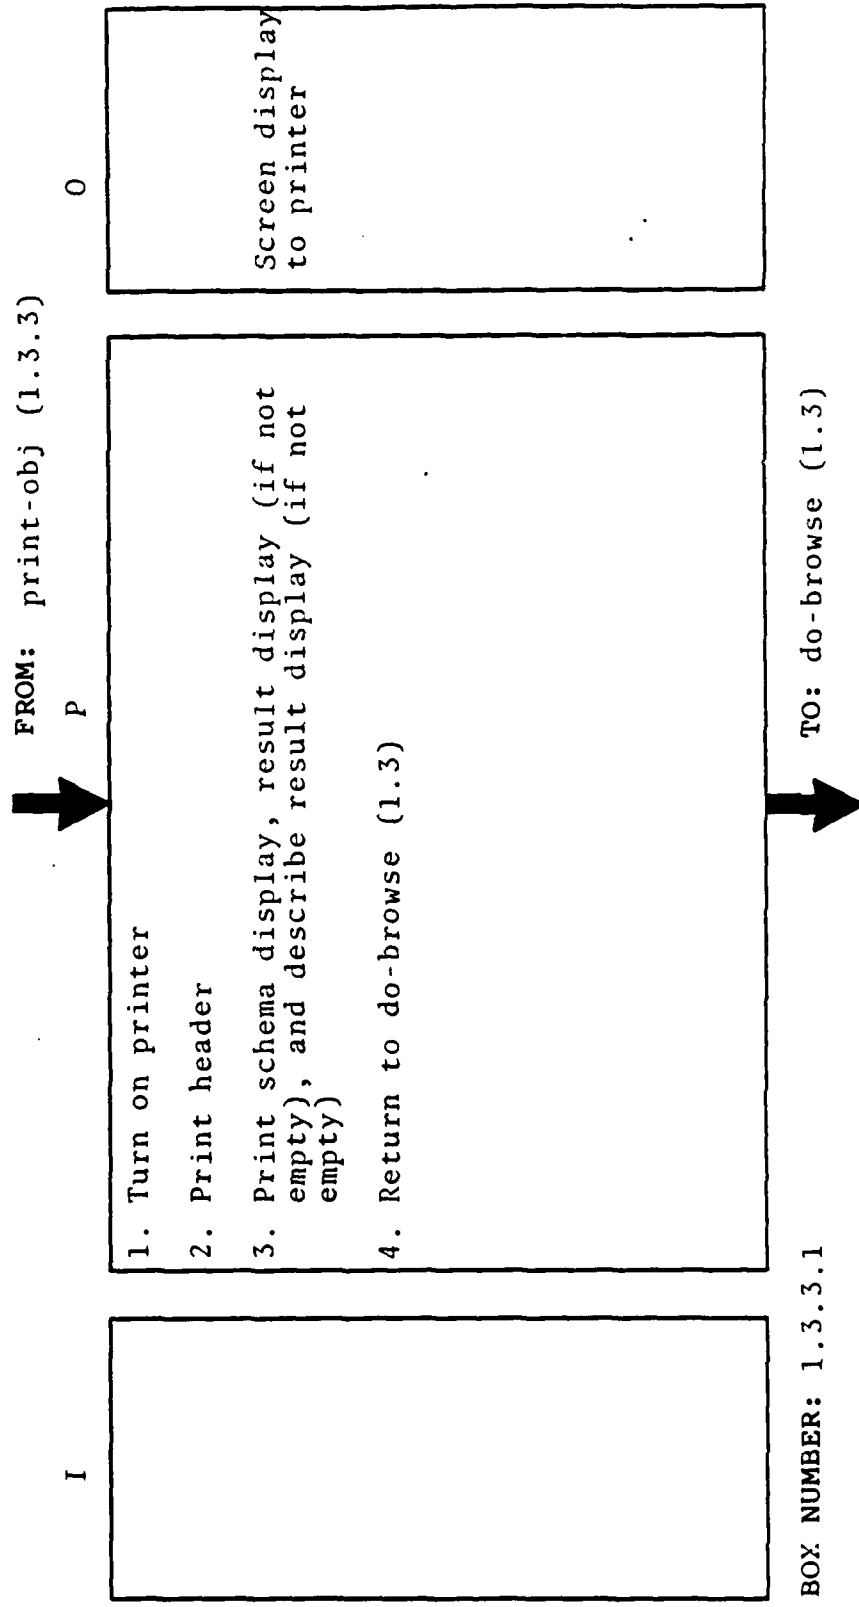 FROM: print-obj (1.3.3)
I
P
O
1. Turn on printer
2. Print header
3. Print schema display, result display (if not
empty), and describe result display (if not
empty)
4. Return to do-browse (1.3)
Screen display
to printer
BOX NUMBER: 1.3.3.1
TO: do-browse (1.3)